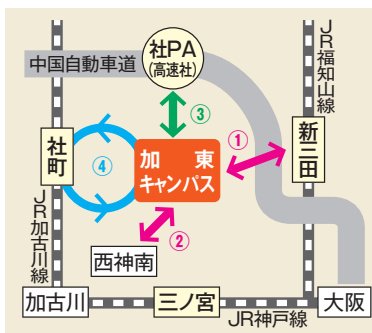 社PA
(高速社)
中国自動車道
JR福知山線
③
①
新三田
社町
④
加東
キャンパス
②
JR加古川線
西神南
加古川
三ノ宮
大阪
JR神戸線